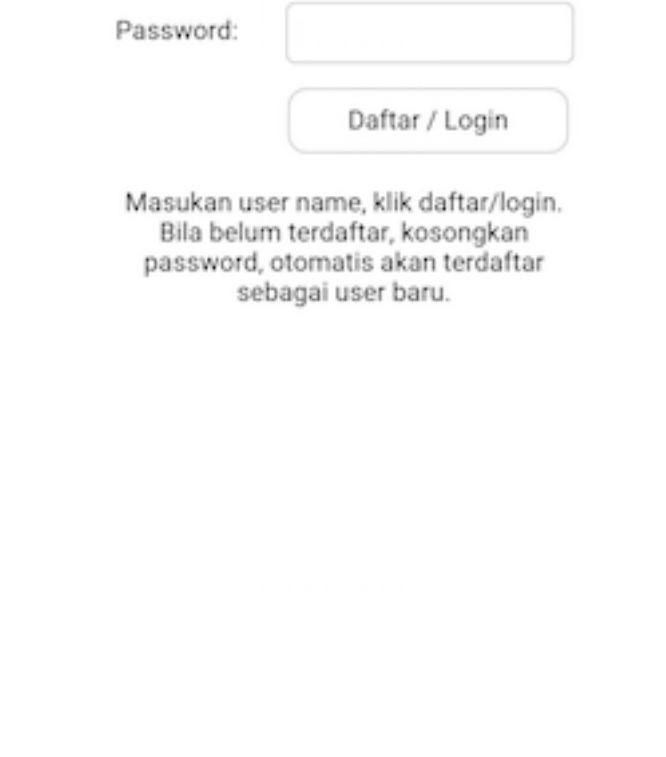 Password:
Daftar / Login
Masukan user name, klik daftar/login.
Bila belum terdaftar, kosongkan
password, otomatis akan terdaftar
sebagai user baru.